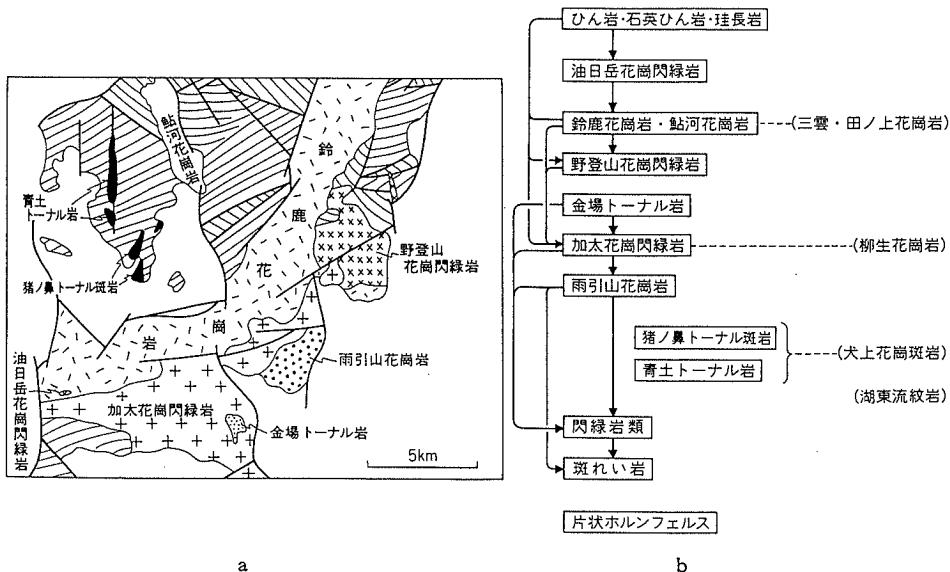 鮎河花崗岩
鈴鹿花崗岩
青土
トーナル岩
猪ノ鼻トーナル斑岩
野登山
花崗閃緑岩
雨引山花崗岩
油日岳花崗閃緑岩
加太花崗閃緑岩
金場トーナル岩
5km
a
ひん岩・石英ひん岩・珪長岩
油日岳花崗閃緑岩
鈴鹿花崗岩・鮎河花崗岩
(三雲・田ノ上花崗岩)
野登山花崗閃緑岩
金場トーナル岩
加太花崗閃緑岩
(柳生花崗岩)
雨引山花崗岩
猪ノ鼻トーナル斑岩
青土トーナル岩
(犬上花崗斑岩)
(湖東流紋岩)
閃緑岩類
斑れい岩
片状ホルンフェルス
b